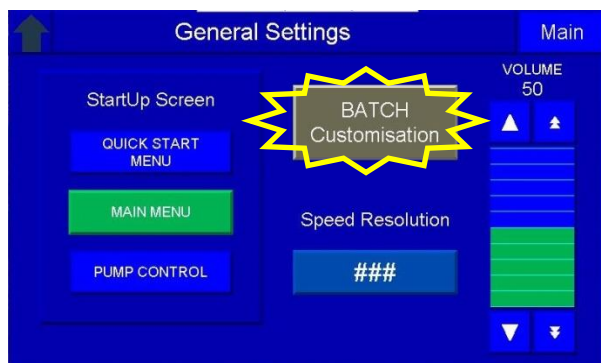 General Settings
Main
StartUp Screen
QUICK START
MENU
MAIN MENU
PUMP CONTROL
BATCH
Customisation
Speed Resolution
###
VOLUME
50